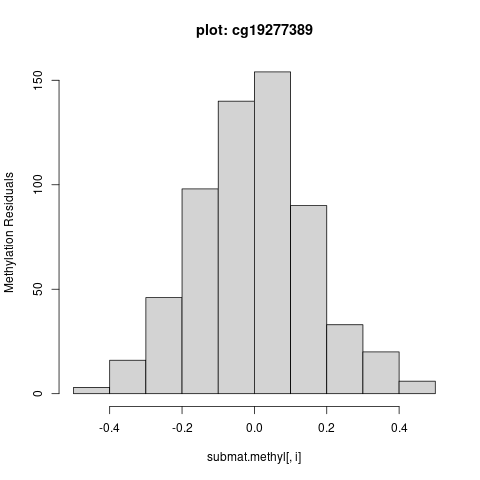 plot: cg19277389
Methylation Residuals
150
100
50
0
-0.4 -0.2 0.0 0.2 0.4
submat.methyl[, i]